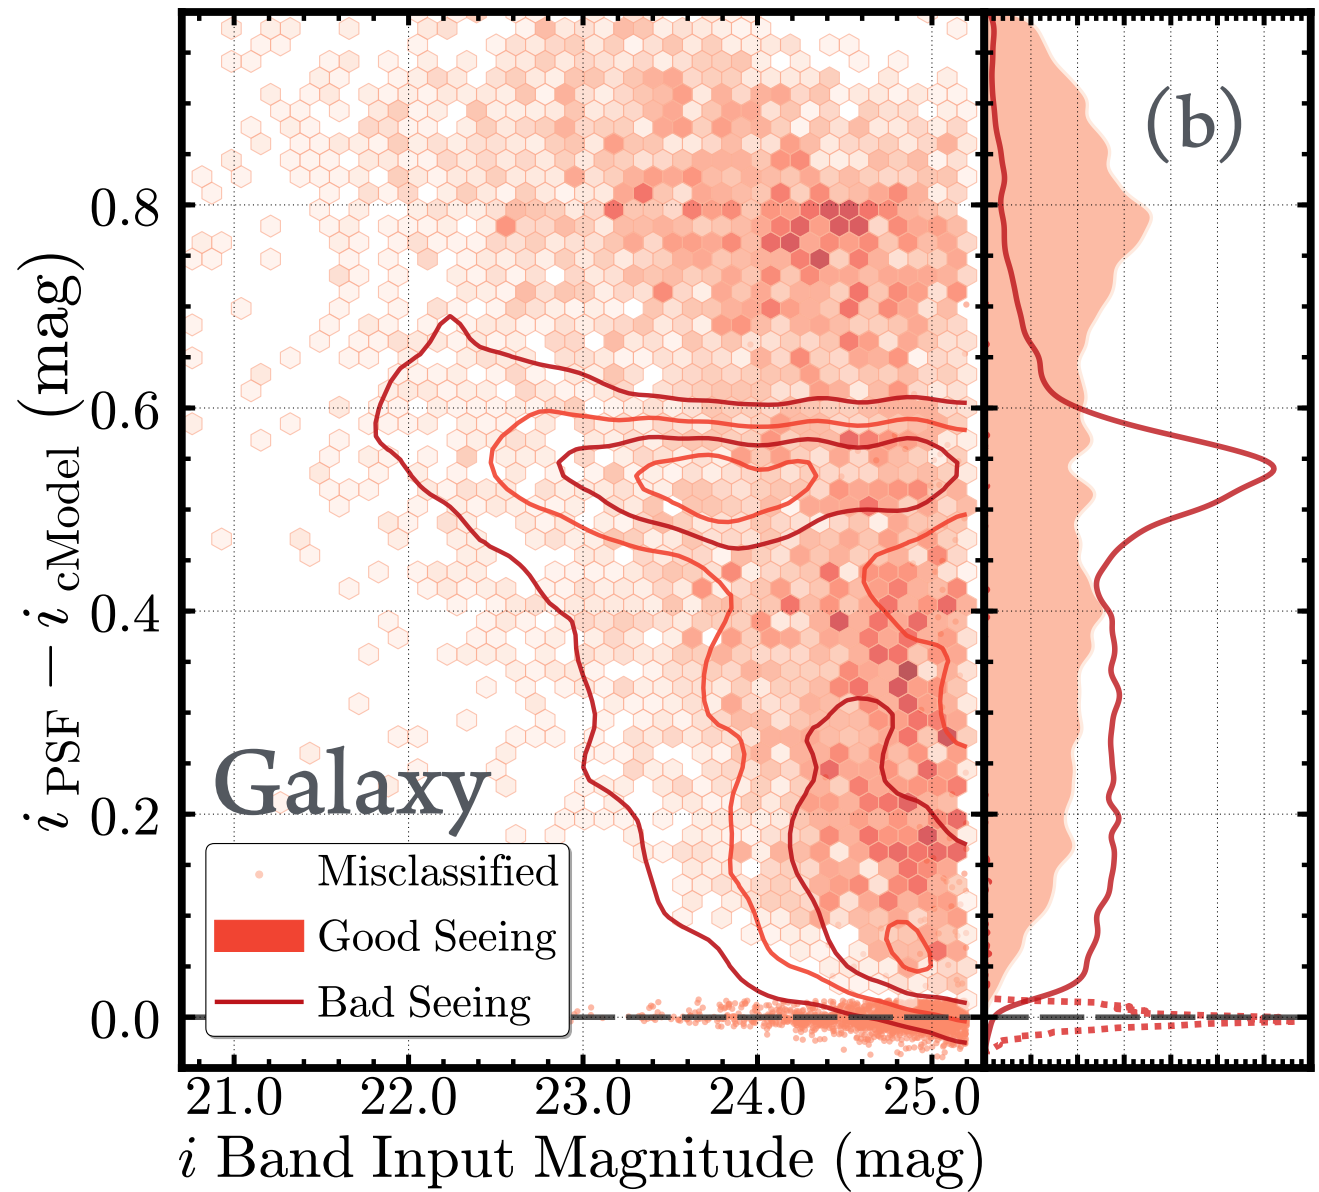 (b)
0.8
0.6
0.4
0.2
0.0
i PSF − i cModel (mag)
Galaxy
Misclassified
Good Seeing
Bad Seeing
21.0 22.0 23.0 24.0 25.0
i Band Input Magnitude (mag)